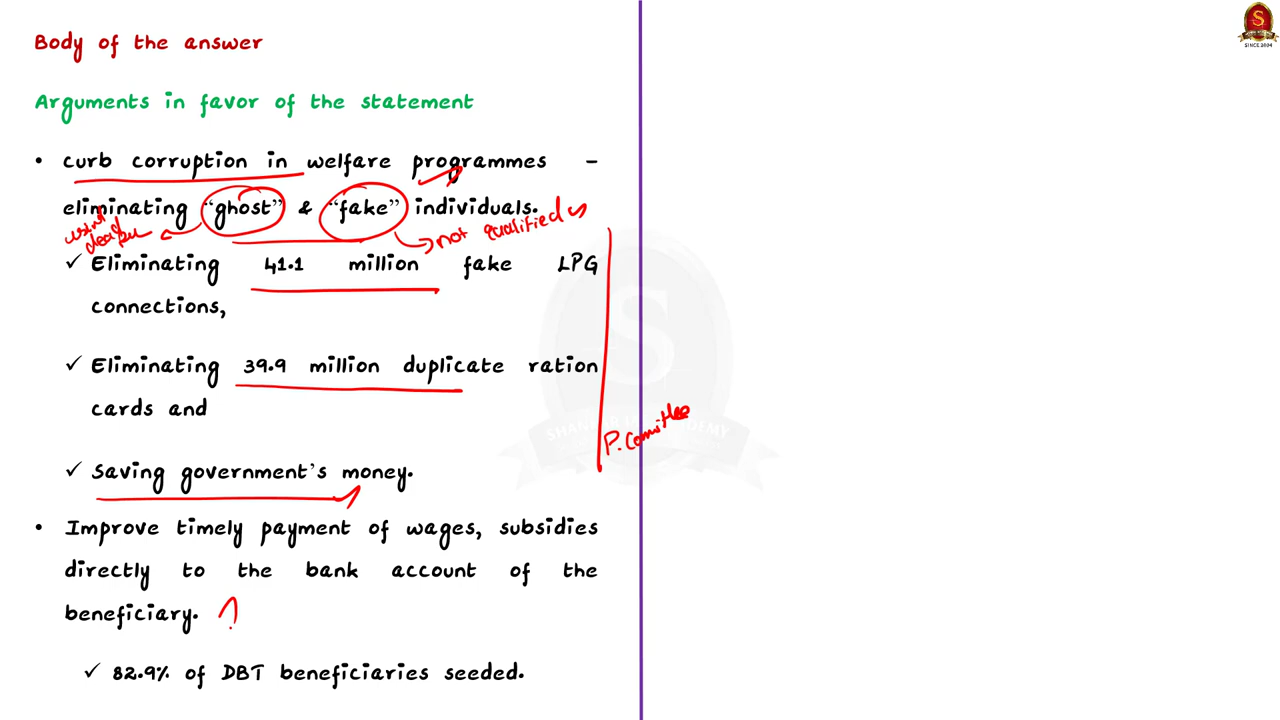 SINCE 2004
Body of the answer
Arguments in favor of the statement
• curb corruption in welfare programmes –
eliminating “ghost” & “fake” individuals.
not qualified
✓ Eliminating 41.1 million fake LPG
connections,
✓ Eliminating 39.9 million duplicate ration
cards and
P. Committee
✓ Saving government’s money.
• Improve timely payment of wages, subsidies
directly to the bank account of the
beneficiary.
✓ 82.9% of DBT beneficiaries seeded.